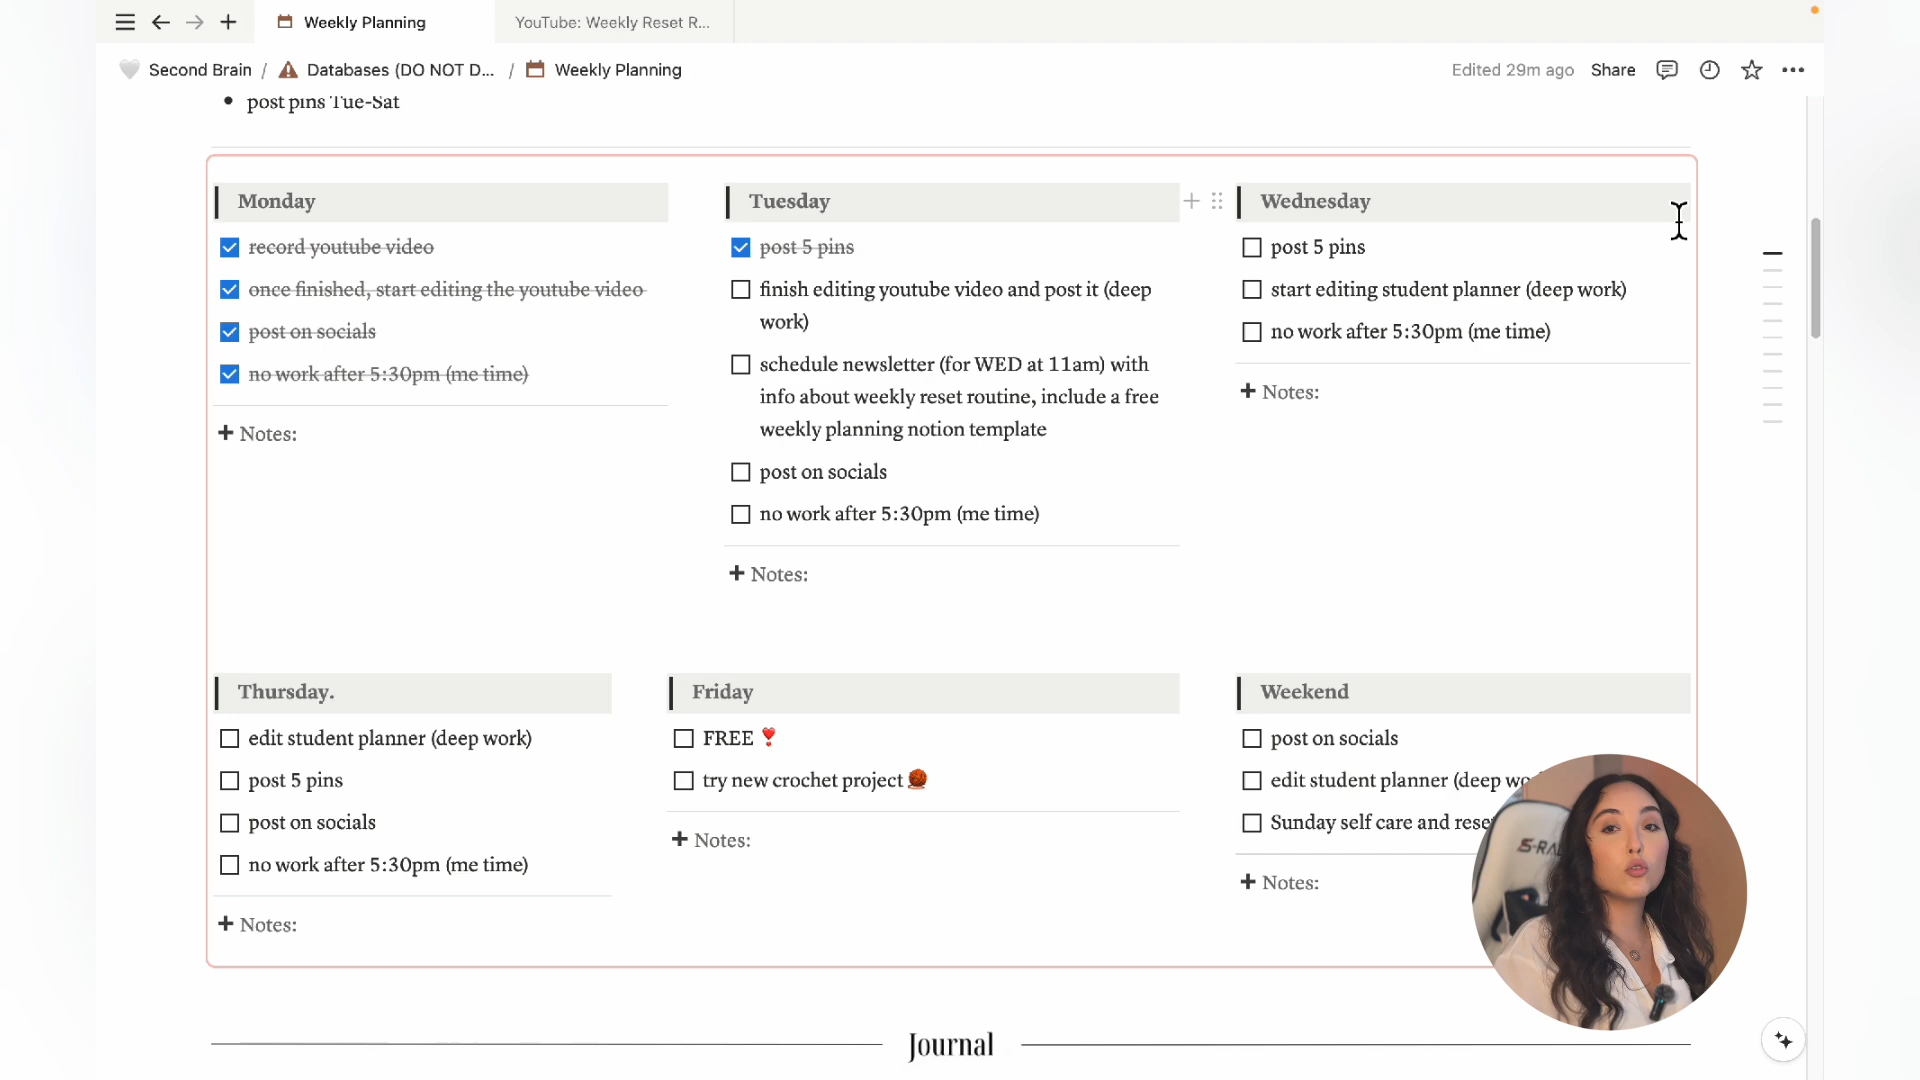 Weekly Planning
YouTube: Weekly Reset R...
Second Brain / Databases (DO NOT D... / Weekly Planning
Edited 29m ago
Share
post pins Tue-Sat
Monday
record youtube video
once finished, start editing the youtube video
post on socials
no work after 5:30pm (me time)
Notes:
Tuesday
post 5 pins
finish editing youtube video and post it (deep
work)
schedule newsletter (for WED at 11am) with
info about weekly reset routine, include a free
weekly planning notion template
post on socials
no work after 5:30pm (me time)
Notes:
Wednesday
post 5 pins
start editing student planner (deep work)
no work after 5:30pm (me time)
Notes:
Thursday.
edit student planner (deep work)
post 5 pins
post on socials
no work after 5:30pm (me time)
Notes:
Friday
FREE ❣️
try new crochet project 🧶
Notes:
Weekend
post on socials
edit student planner (deep
Sunday self care and
Notes:
Journal